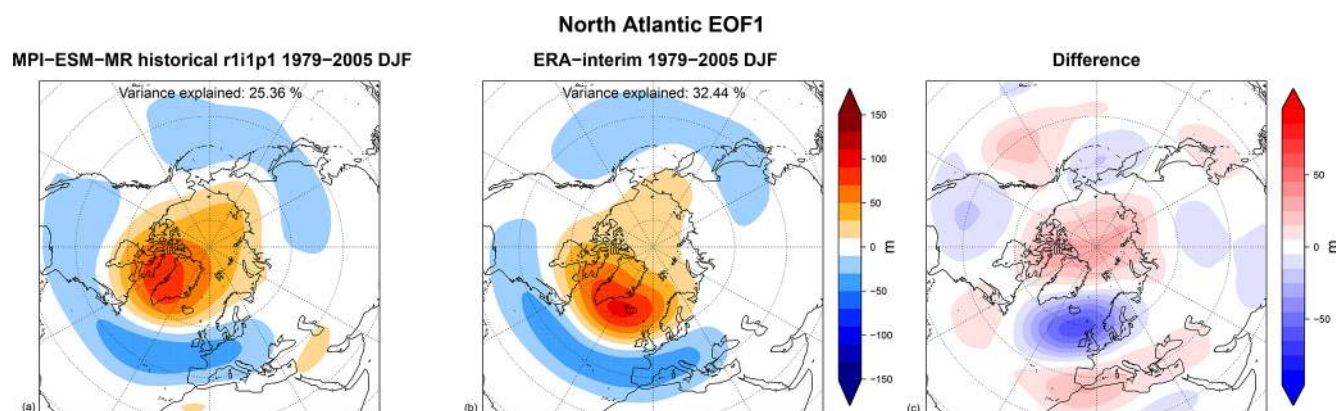 North Atlantic EOF1
MPI−ESM−MR historical r1i1p1 1979−2005 DJF
Variance explained: 25.36 %
(a)
ERA−interim 1979−2005 DJF
Variance explained: 32.44 %
(b)
150
100
50
0
−50
−100
−150
m
Difference
(c)
50
0
−50
m